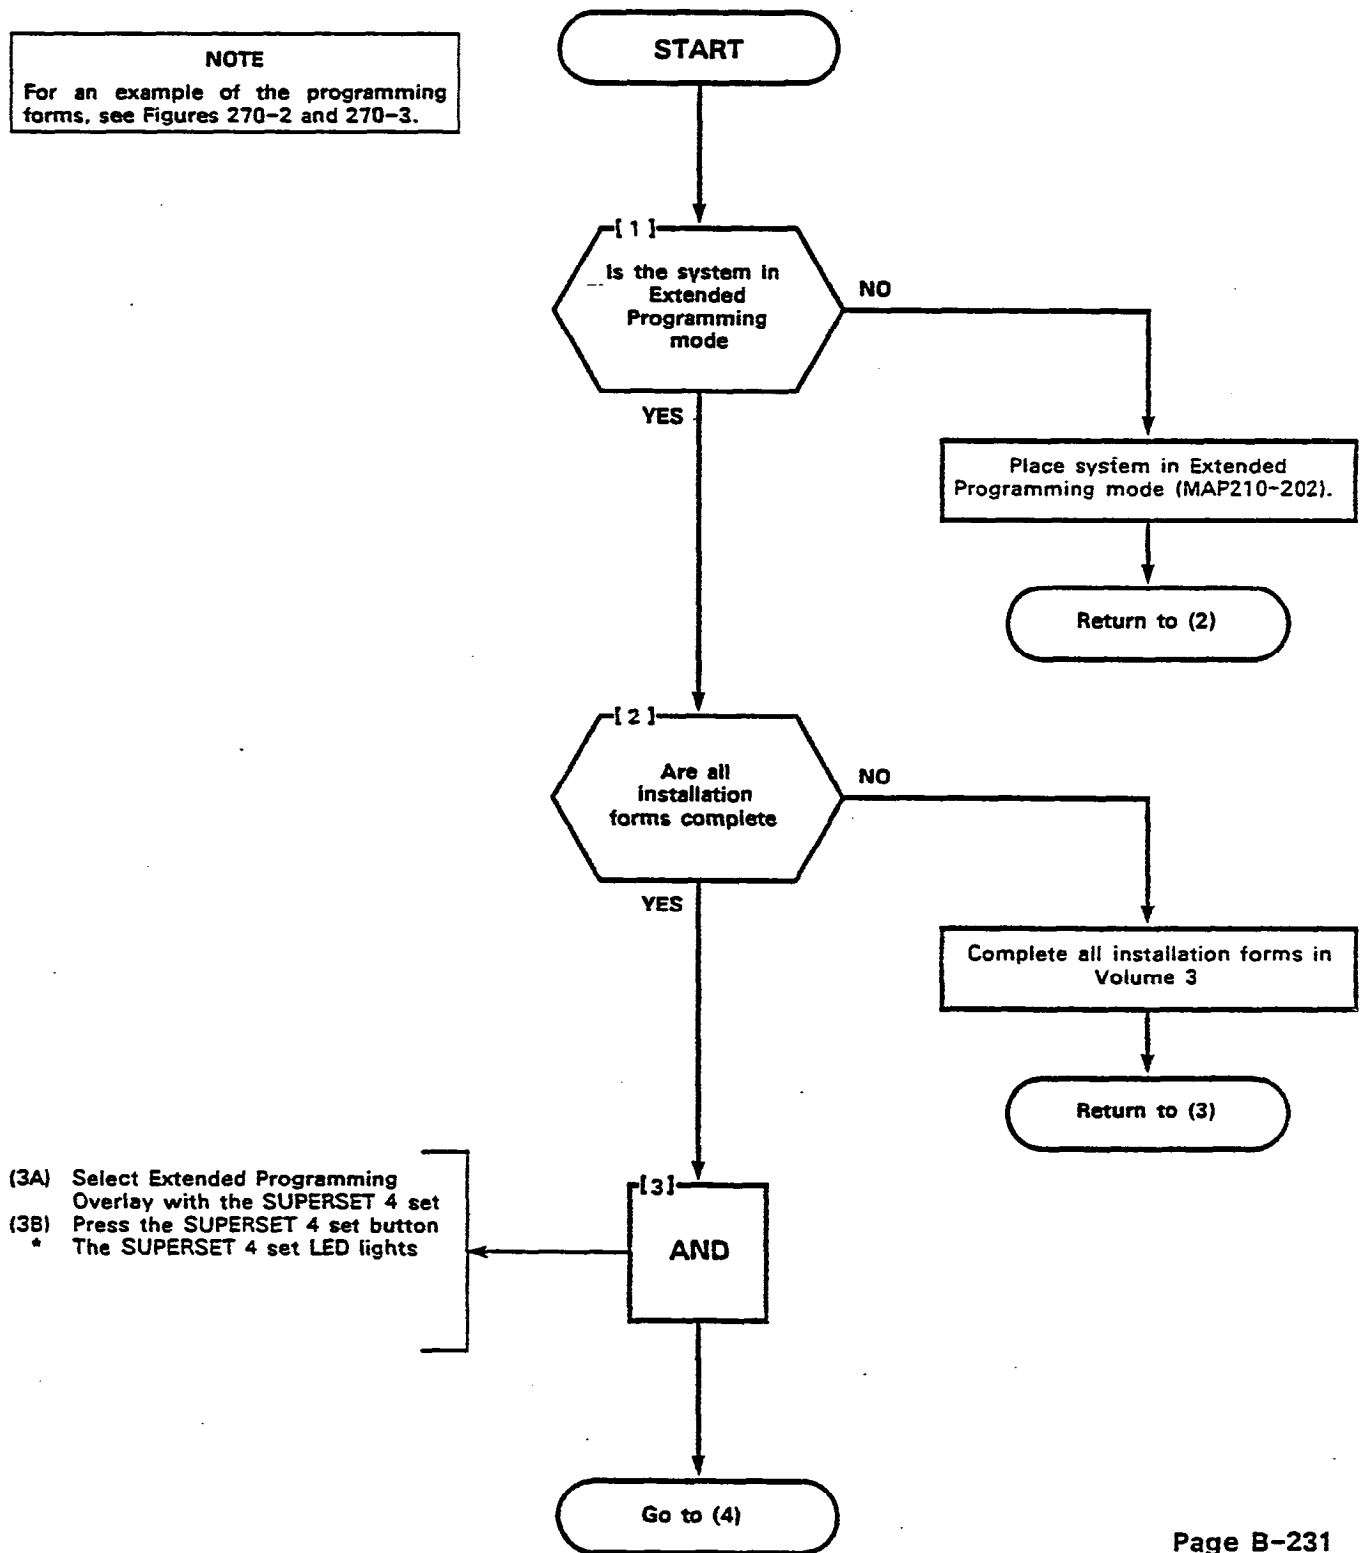 NOTE
For an example of the programming
forms, see Figures 270-2 and 270-3.
START
[ 1 ]
Is the system in
Extended
Programming
mode
NO
YES
Place system in Extended
Programming mode (MAP210-202).
Return to (2)
[ 2 ]
Are all
installation
forms complete
NO
YES
Complete all installation forms in
Volume 3
Return to (3)
(3A) Select Extended Programming
Overlay with the SUPERSET 4 set
(3B) Press the SUPERSET 4 set button
* The SUPERSET 4 set LED lights
[3]
AND
Go to (4)
Page B-231